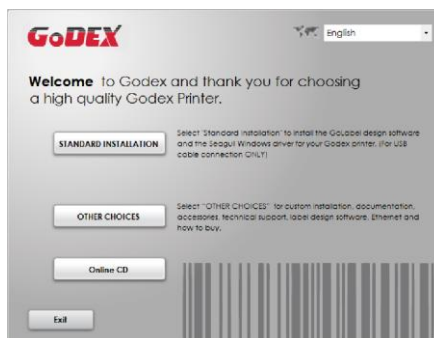 GoDEX
English
Welcome to Godex and thank you for choosing
a high quality Godex Printer.
STANDARD INSTALLATION
Select 'Standard Installation' to install the GoLabel design software
and the Seagull Windows driver for your Godex printer. (For USB
cable connection ONLY)
OTHER CHOICES
Select "OTHER CHOICES" for custom installation, documentation,
accessories, technical support, label design software, Ethernet and
how to buy.
Online CD
Exit